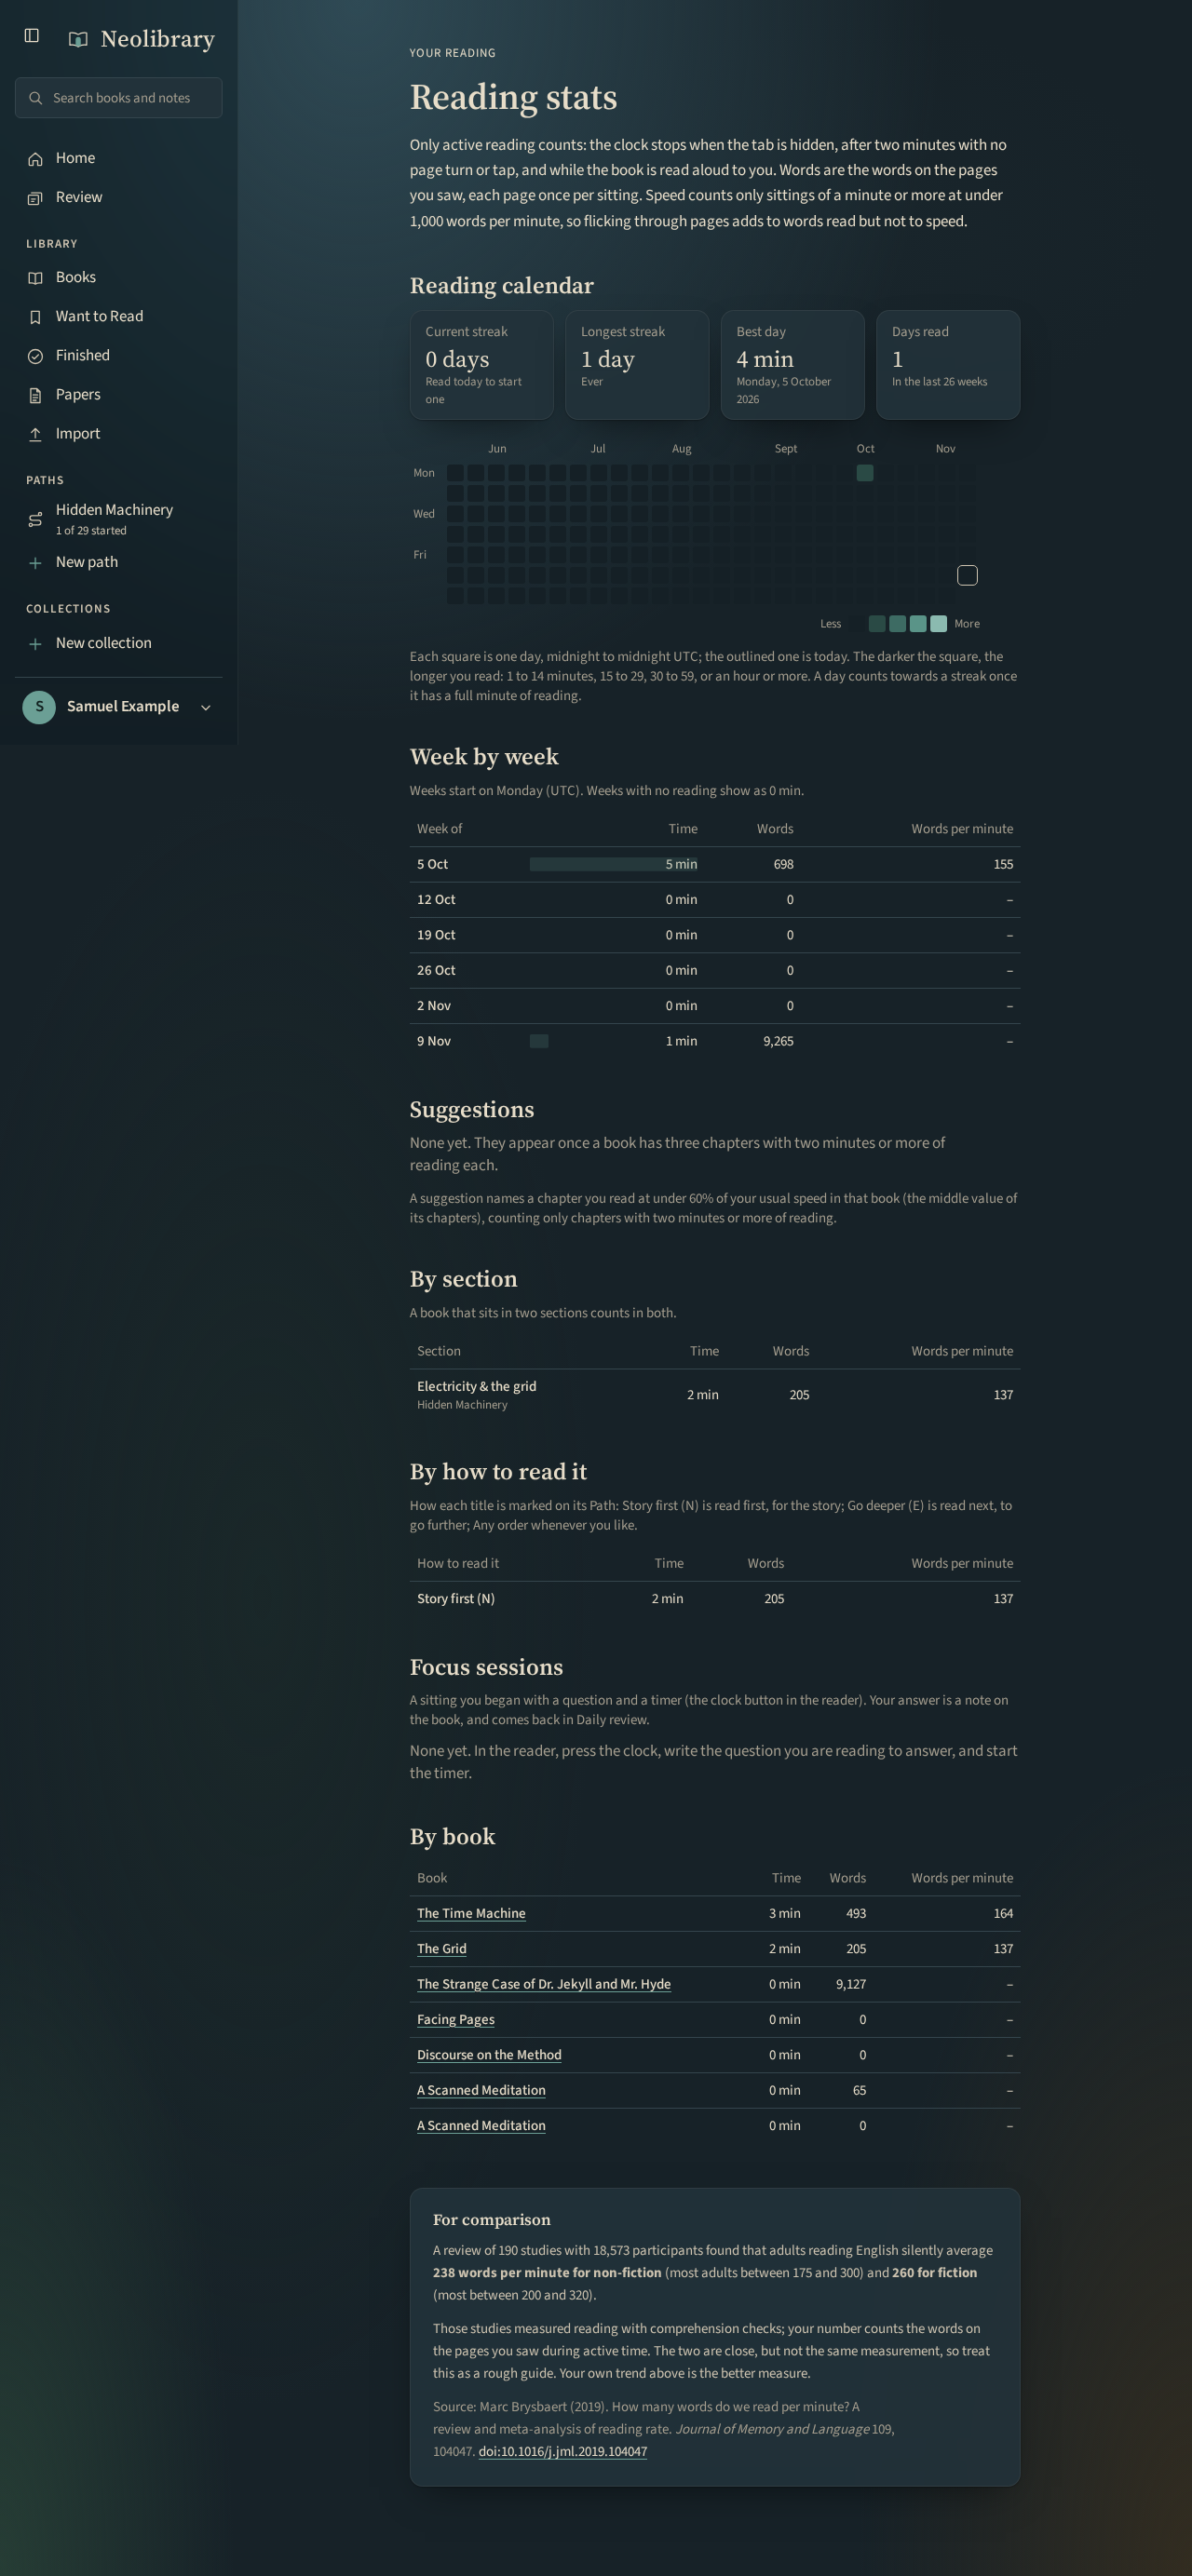 Neolibrary
Search books and notes
Home
Review
LIBRARY
Books
Want to Read
Finished
Papers
Import
PATHS
Hidden Machinery
1 of 29 started
New path
COLLECTIONS
New collection
S
Samuel Example
YOUR READING
Reading stats
Only active reading counts: the clock stops when the tab is hidden, after two minutes with no
page turn or tap, and while the book is read aloud to you. Words are the words on the pages
you saw, each page once per sitting. Speed counts only sittings of a minute or more at under
1,000 words per minute, so flicking through pages adds to words read but not to speed.
Reading calendar
Current streak
0 days
Read today to start
one
Longest streak
1 day
Ever
Best day
4 min
Monday, 5 October
2026
Days read
1
In the last 26 weeks
Jun Jul Aug Sept Oct Nov
Mon
Wed
Fri
Less More
Each square is one day, midnight to midnight UTC; the outlined one is today. The darker the square, the
longer you read: 1 to 14 minutes, 15 to 29, 30 to 59, or an hour or more. A day counts towards a streak once
it has a full minute of reading.
Week by week
Weeks start on Monday (UTC). Weeks with no reading show as 0 min.
Week of Time Words Words per minute
5 Oct 5 min 698 155
12 Oct 0 min 0 –
19 Oct 0 min 0 –
26 Oct 0 min 0 –
2 Nov 0 min 0 –
9 Nov 1 min 9,265 –
Suggestions
None yet. They appear once a book has three chapters with two minutes or more of
reading each.
A suggestion names a chapter you read at under 60% of your usual speed in that book (the middle value of
its chapters), counting only chapters with two minutes or more of reading.
By section
A book that sits in two sections counts in both.
Section Time Words Words per minute
Electricity & the grid 2 min 205 137
Hidden Machinery
By how to read it
How each title is marked on its Path: Story first (N) is read first, for the story; Go deeper (E) is read next, to
go further; Any order whenever you like.
How to read it Time Words Words per minute
Story first (N) 2 min 205 137
Focus sessions
A sitting you began with a question and a timer (the clock button in the reader). Your answer is a note on
the book, and comes back in Daily review.
None yet. In the reader, press the clock, write the question you are reading to answer, and start
the timer.
By book
Book Time Words Words per minute
The Time Machine 3 min 493 164
The Grid 2 min 205 137
The Strange Case of Dr. Jekyll and Mr. Hyde 0 min 9,127 –
Facing Pages 0 min 0 –
Discourse on the Method 0 min 0 –
A Scanned Meditation 0 min 65 –
A Scanned Meditation 0 min 0 –
For comparison
A review of 190 studies with 18,573 participants found that adults reading English silently average
238 words per minute for non-fiction (most adults between 175 and 300) and 260 for fiction
(most between 200 and 320).
Those studies measured reading with comprehension checks; your number counts the words on
the pages you saw during active time. The two are close, but not the same measurement, so treat
this as a rough guide. Your own trend above is the better measure.
Source: Marc Brysbaert (2019). How many words do we read per minute? A
review and meta-analysis of reading rate. Journal of Memory and Language 109,
104047. doi:10.1016/j.jml.2019.104047